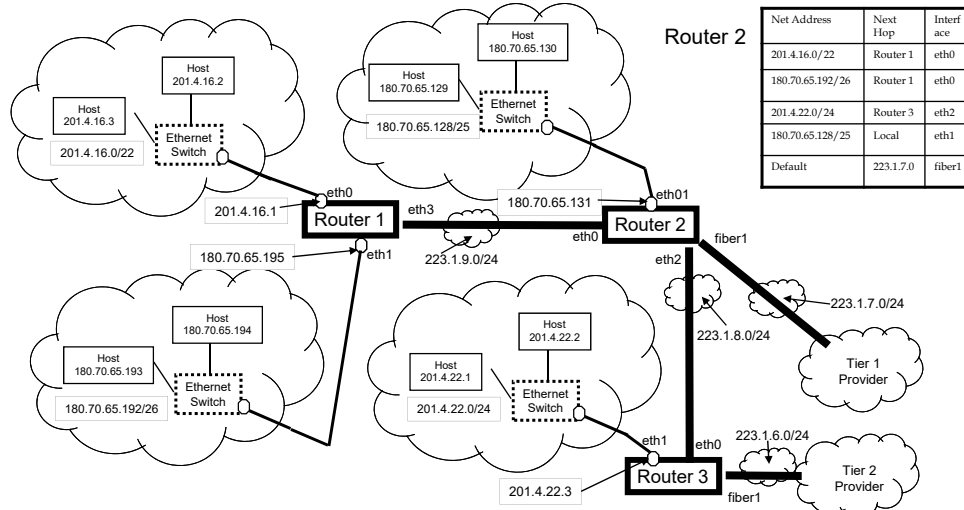 Host
201.4.16.2
Host
201.4.16.3
Ethernet
Switch
201.4.16.0/22
eth0
201.4.16.1
Router 1
eth3
180.70.65.195
eth1
223.1.9.0/24
Host
180.70.65.130
Host
180.70.65.129
Ethernet
Switch
180.70.65.128/25
180.70.65.131
eth01
Router 2
eth0
fiber1
eth2
223.1.8.0/24
223.1.7.0/24
Tier 1
Provider
Router 2
Net Address Next Hop Interf ace
201.4.16.0/22 Router 1 eth0
180.70.65.192/26 Router 1 eth0
201.4.22.0/24 Router 3 eth2
180.70.65.128/25 Local eth1
Default 223.1.7.0 fiber1
Host
180.70.65.194
Host
180.70.65.193
Ethernet
Switch
180.70.65.192/26
Host
201.4.22.2
Host
201.4.22.1
Ethernet
Switch
201.4.22.0/24
eth1
eth0
223.1.6.0/24
Router 3
201.4.22.3
fiber1
Tier 2
Provider